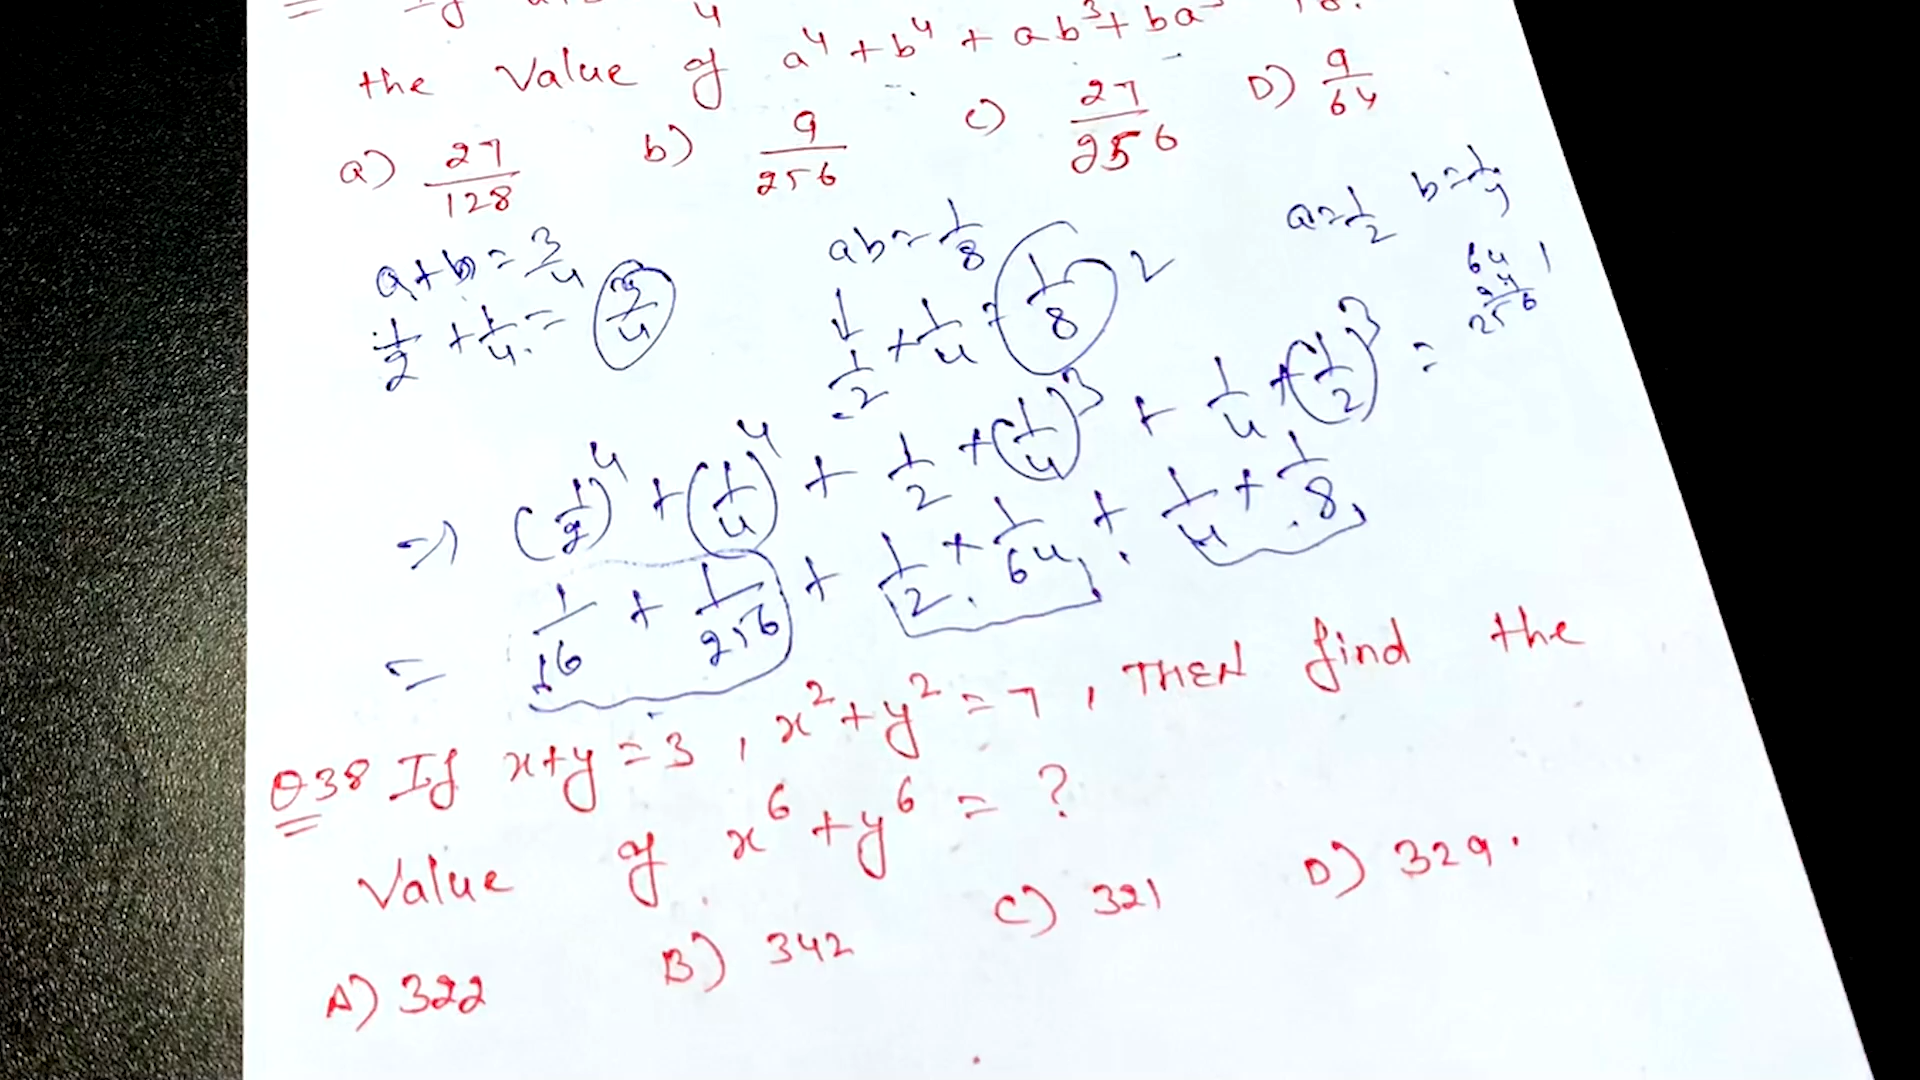 the value of a⁴ + b⁴ + ab³ + ba³
a) 27/128 b) 9/256 c) 27/256 D) 9/64
a+b = 3/4 ab = 1/8 a = 1/2 b = 1/4
1/2 + 1/4 = 3/4 1/2 + 1/4 = 1/8 2
64
27
256
=> (1/2)⁴ + (1/4)⁴ + 1/2 + (1/4)³ + 1/4 + (1/2)³ =
= 1/16 + 1/256 + 1/2 + 1/64 + 1/4 + 1/8
Q38 If x+y = 3, x² + y² = 7, THEN find the
value of x⁶ + y⁶ = ?
A) 322 B) 342 C) 321 D) 329.